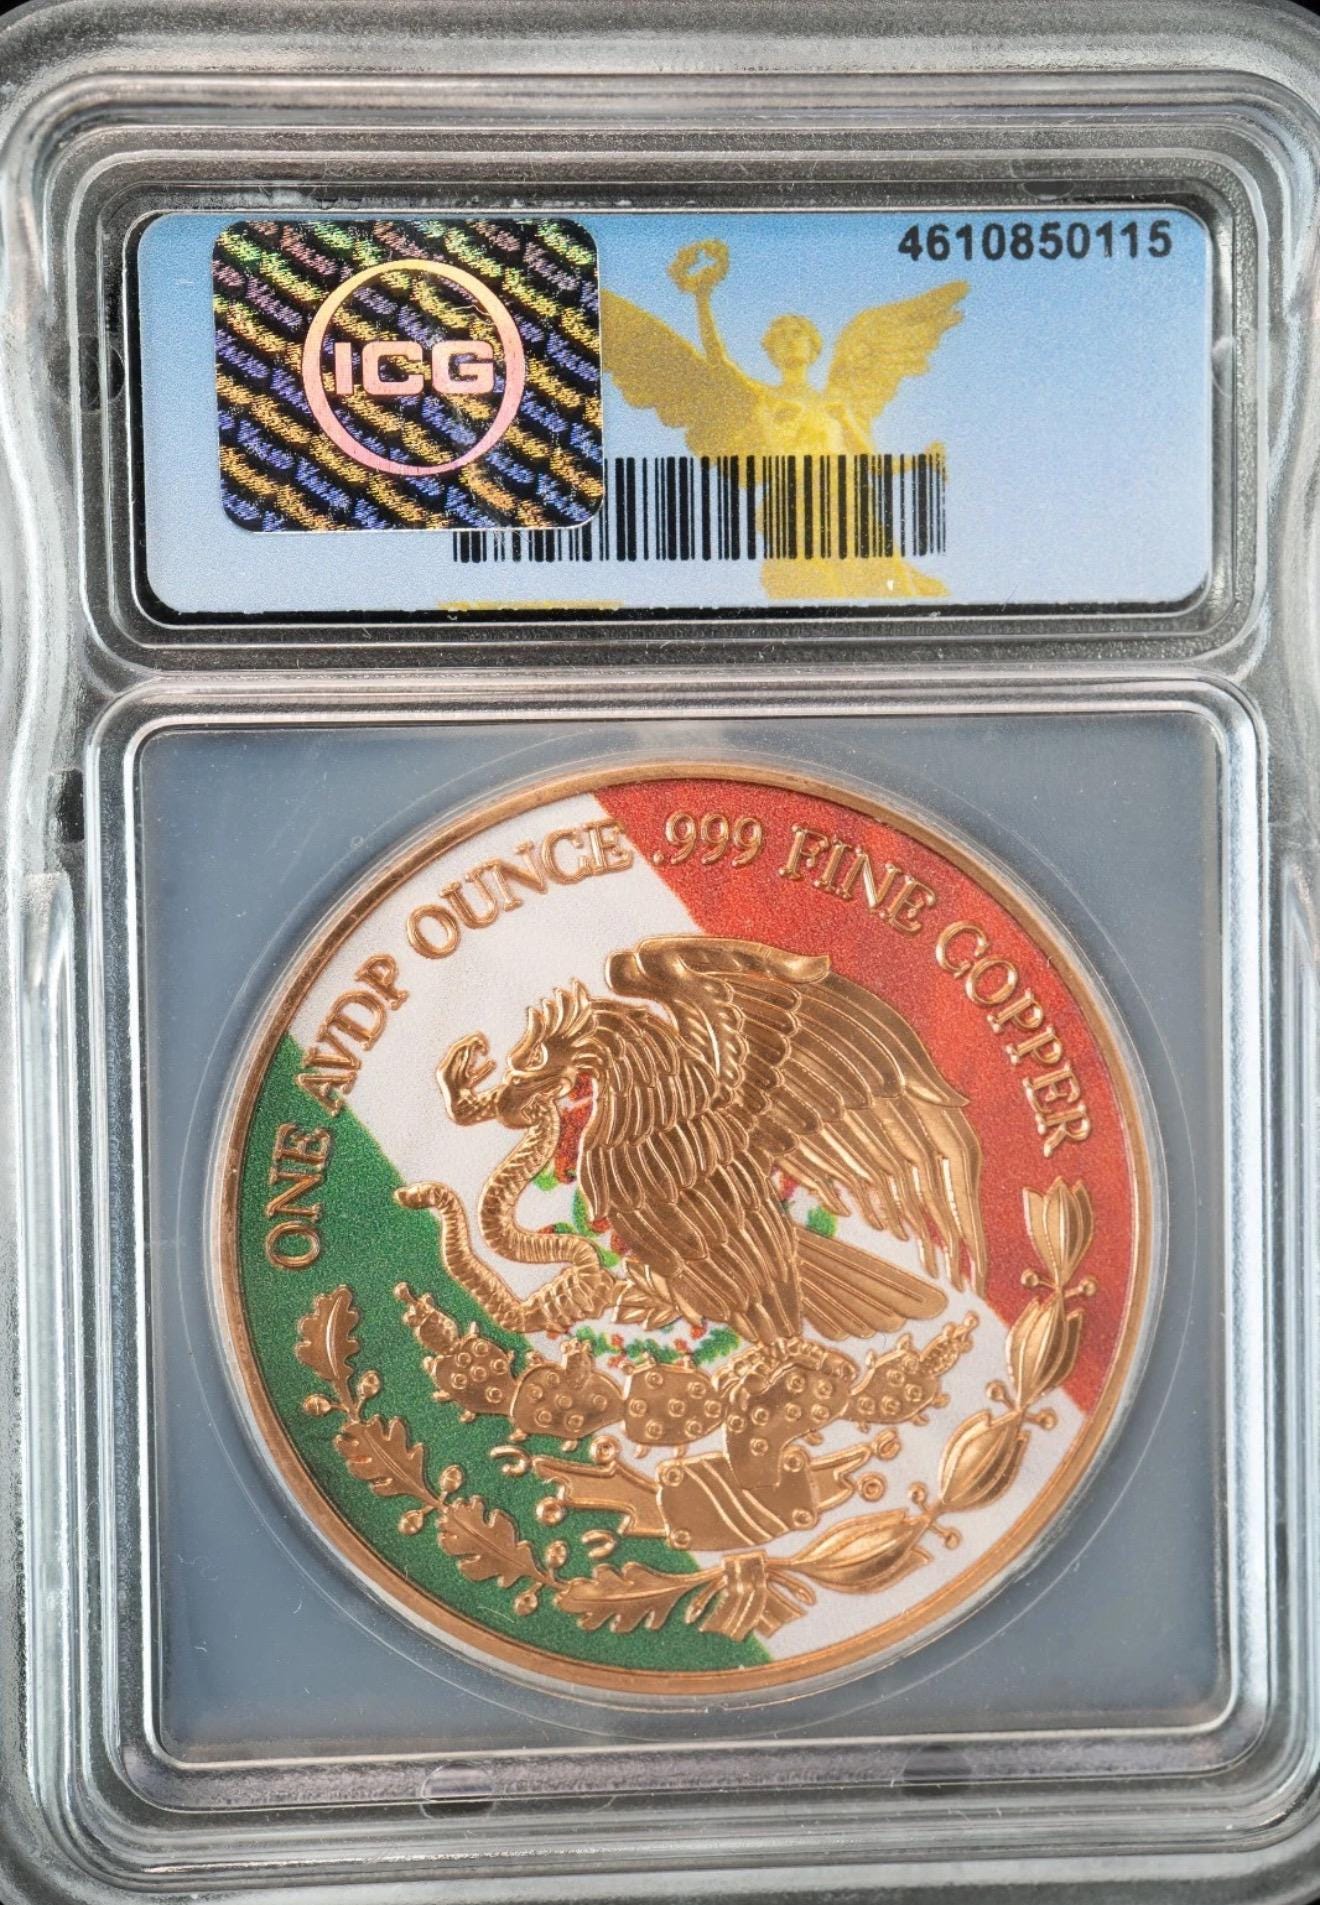 4610850115
ICG
ONE AVDP OUNCE .999 FINE COPPER